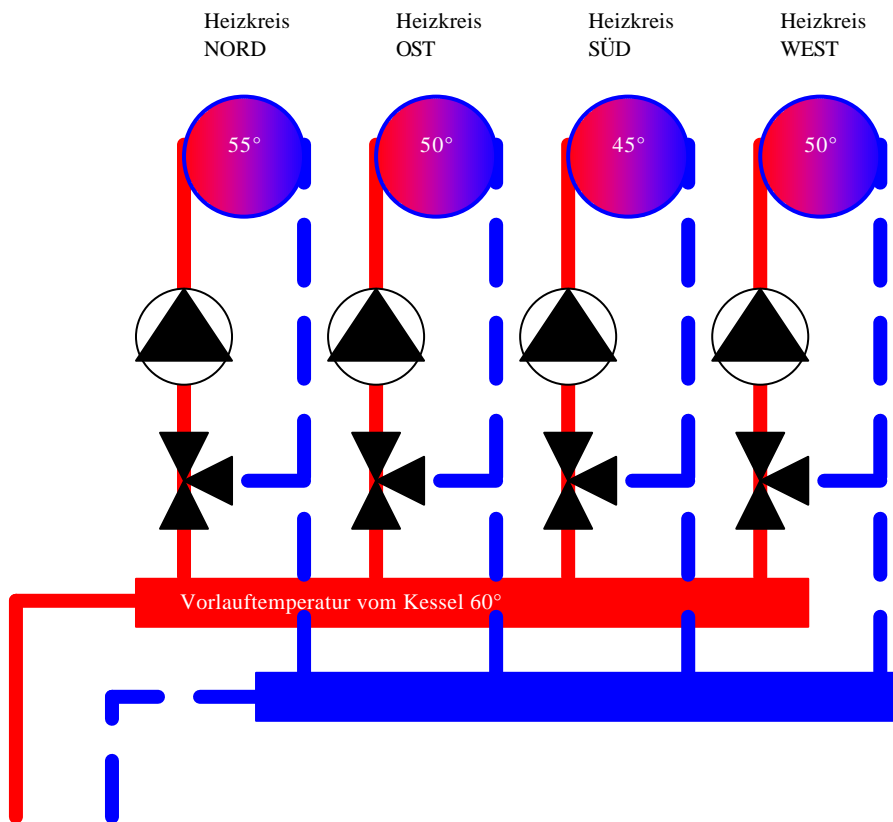 Heizkreis
NORD
Heizkreis
OST
Heizkreis
SÜD
Heizkreis
WEST
55°
50°
45°
50°
Vorlauftemperatur vom Kessel 60°